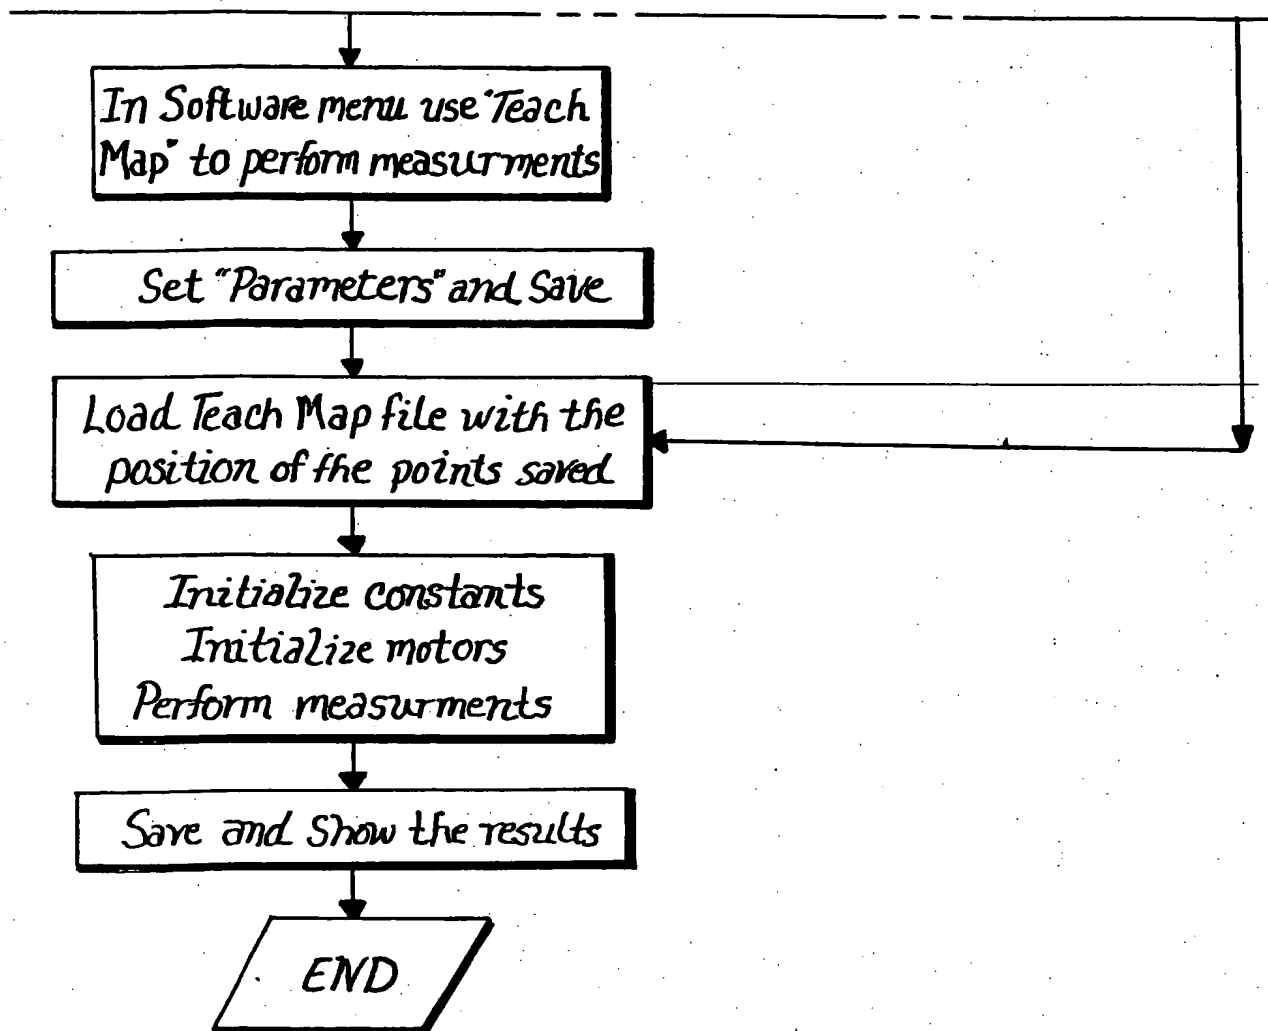 In Software menu use "Teach
Map" to perform measurments
Set "Parameters" and Save
Load Teach Map file with the
position of the points saved
Initialize constants
Initialize motors
Perform measurments
Save and Show the results
END